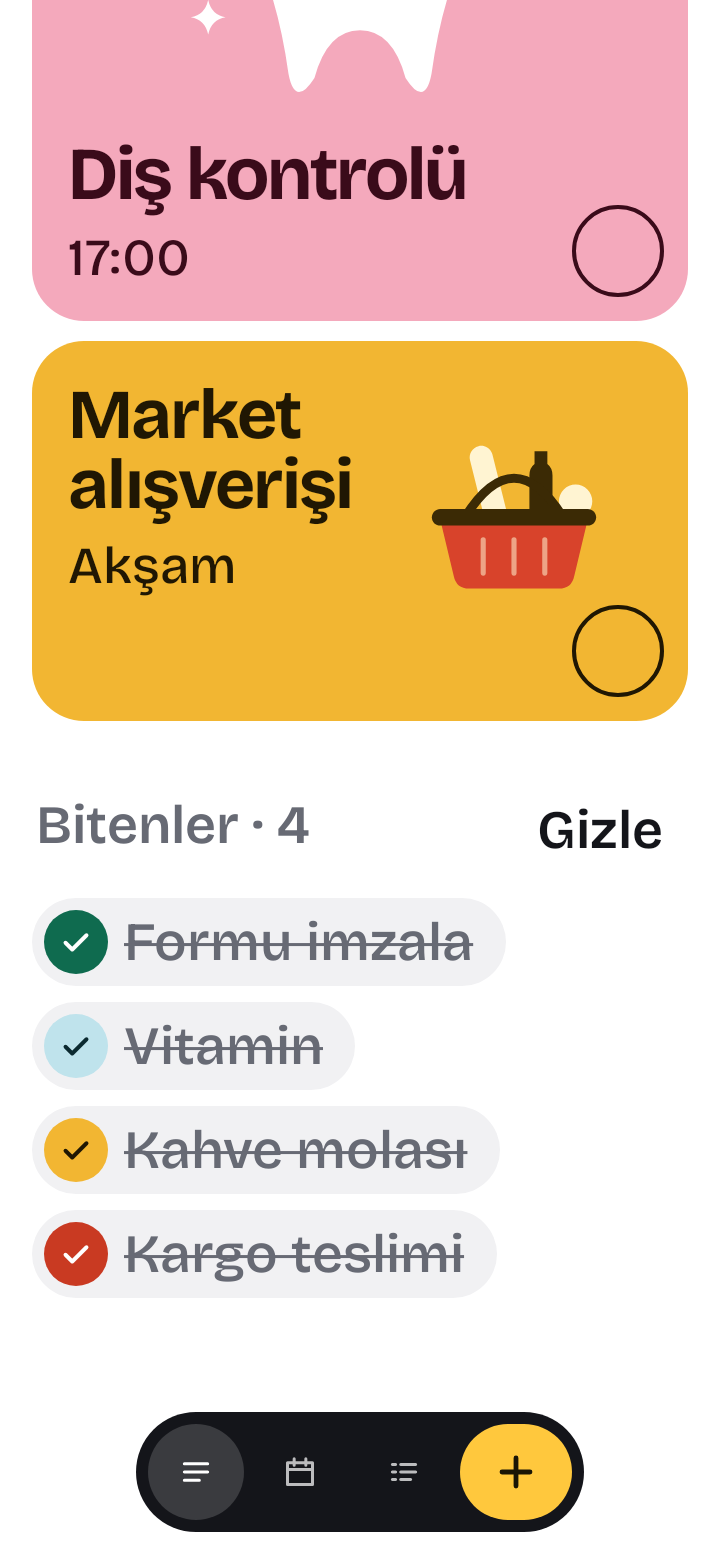 Diş kontrolü
17:00
Market
alışverişi
Akşam
Bitenler · 4
Gizle
Formu imzala
Vitamin
Kahve molası
Kargo teslimi